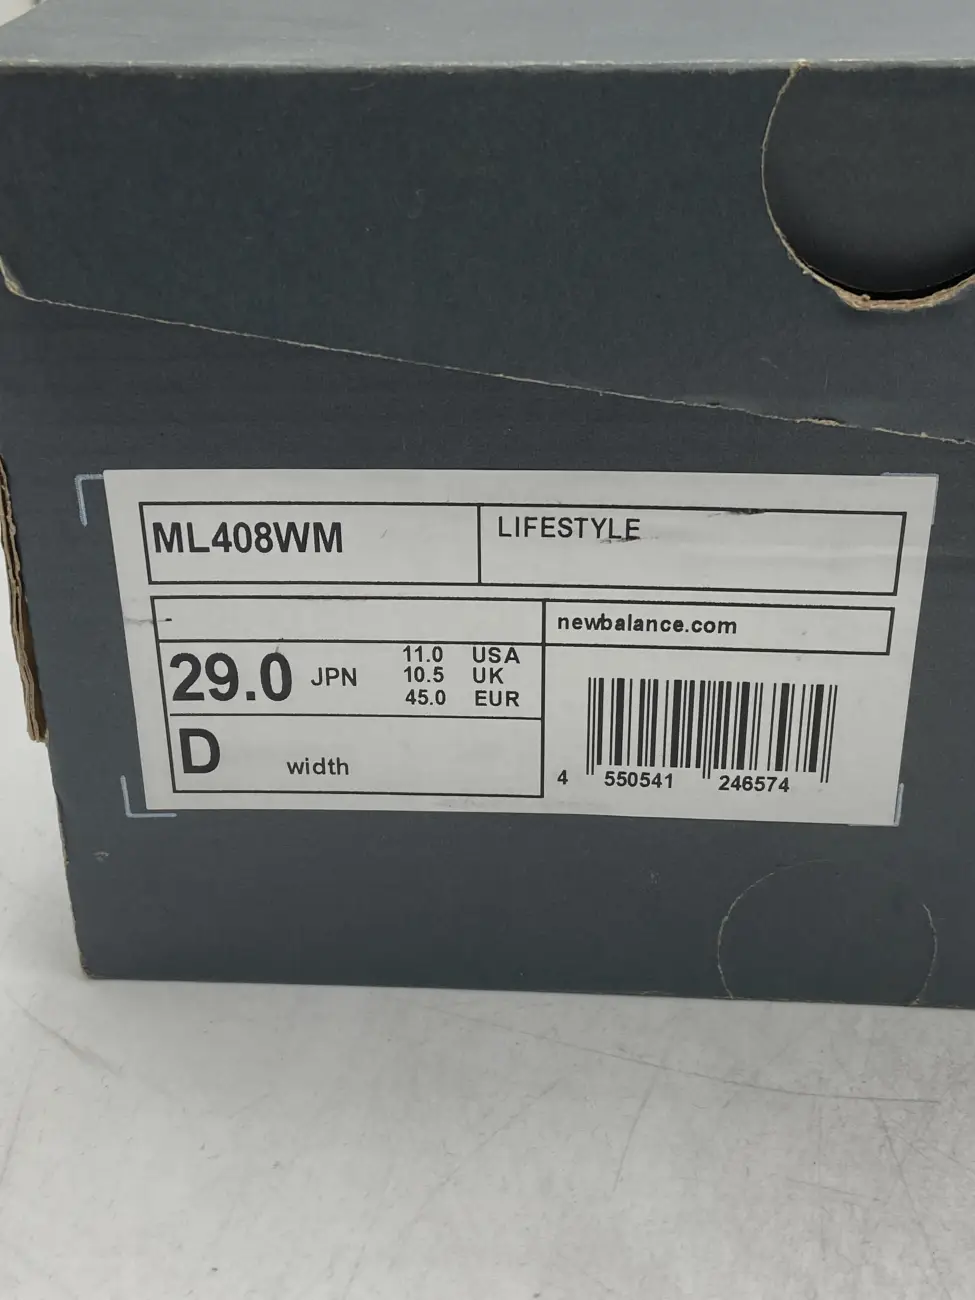 ML408WM
LIFESTYLE
newbalance.com
29.0 JPN
11.0 USA
10.5 UK
45.0 EUR
D width
4 550541 246574